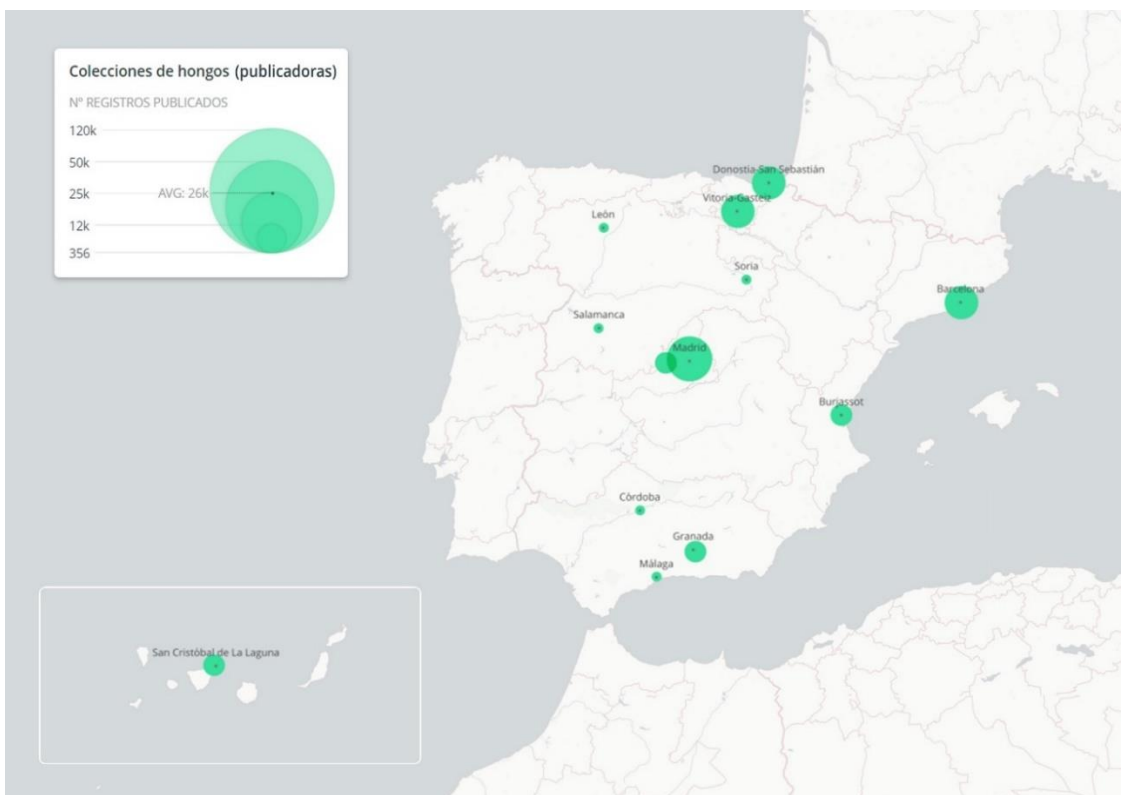 Colecciones de hongos (publicadoras)
Nº REGISTROS PUBLICADOS
120k
50k
25k
AVG: 26k
12k
356
Donostia-San Sebastián
Vitoria-Gasteiz
León
Soria
Barcelona
Salamanca
Madrid
Burjassot
Córdoba
Granada
Málaga
San Cristóbal de La Laguna